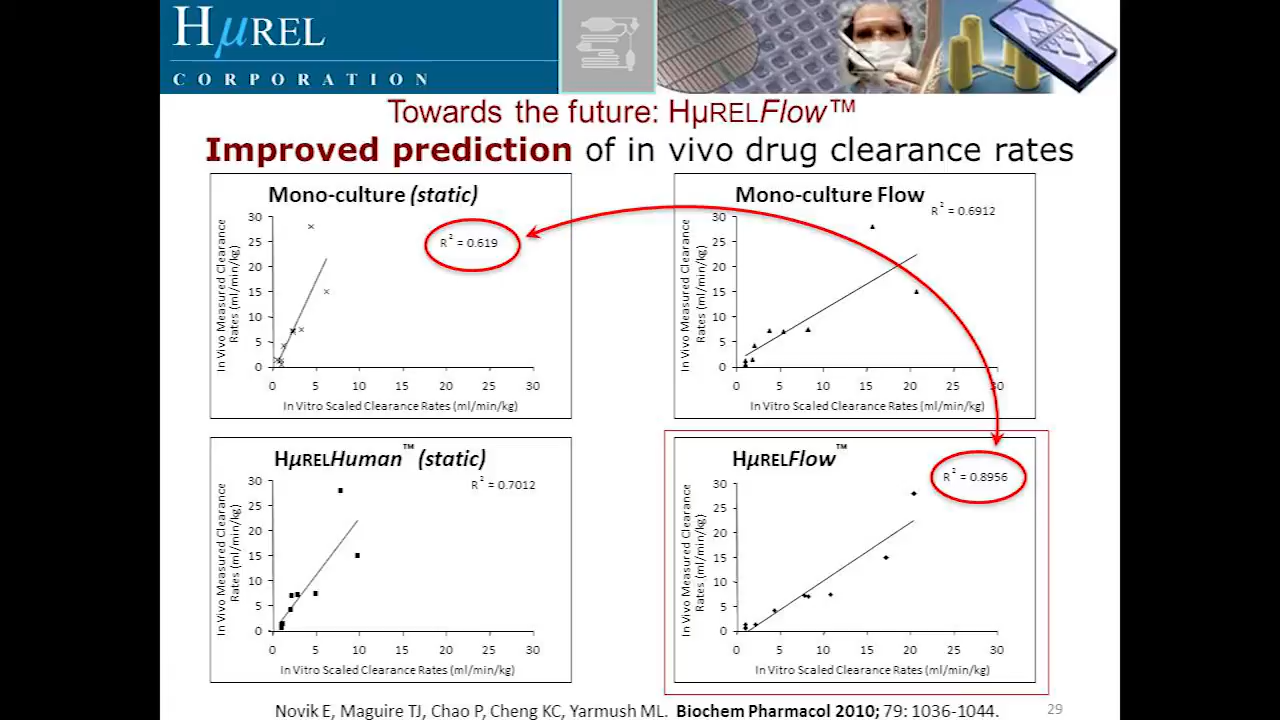 HμREL
CORPORATION
Towards the future: HμRELFlow™
Improved prediction of in vivo drug clearance rates
Mono-culture (static)
R² = 0.619
In Vivo Measured Clearance
Rates (ml/min/kg)
30
25
20
15
10
5
0
0 5 10 15 20 25 30
In Vitro Scaled Clearance Rates (ml/min/kg)
Mono-culture Flow
R² = 0.6912
In Vivo Measured Clearance
Rates (ml/min/kg)
30
25
20
15
10
5
0
0 5 10 15 20 25 30
In Vitro Scaled Clearance Rates (ml/min/kg)
HμRELHuman™ (static)
R² = 0.7012
In Vivo Measured Clearance
Rates (ml/min/kg)
30
25
20
15
10
5
0
0 5 10 15 20 25 30
In Vitro Scaled Clearance Rates (ml/min/kg)
HμRELFlow™
R² = 0.8956
In Vivo Measured Clearance
Rates (ml/min/kg)
30
25
20
15
10
5
0
0 5 10 15 20 25 30
In Vitro Scaled Clearance Rates (ml/min/kg)
Novik E, Maguire TJ, Chao P, Cheng KC, Yarmush ML. Biochem Pharmacol 2010; 79: 1036-1044.
29